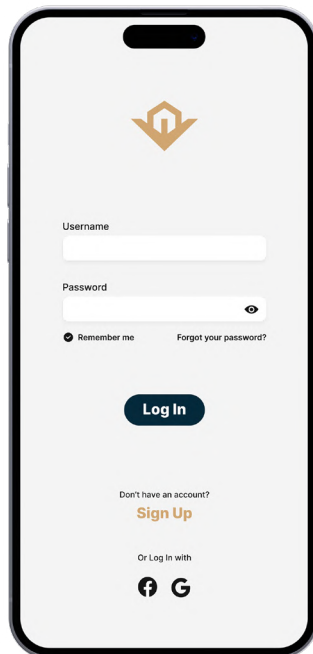 Username
Password
Remember me
Forgot your password?
Log In
Don't have an account?
Sign Up
Or Log In with